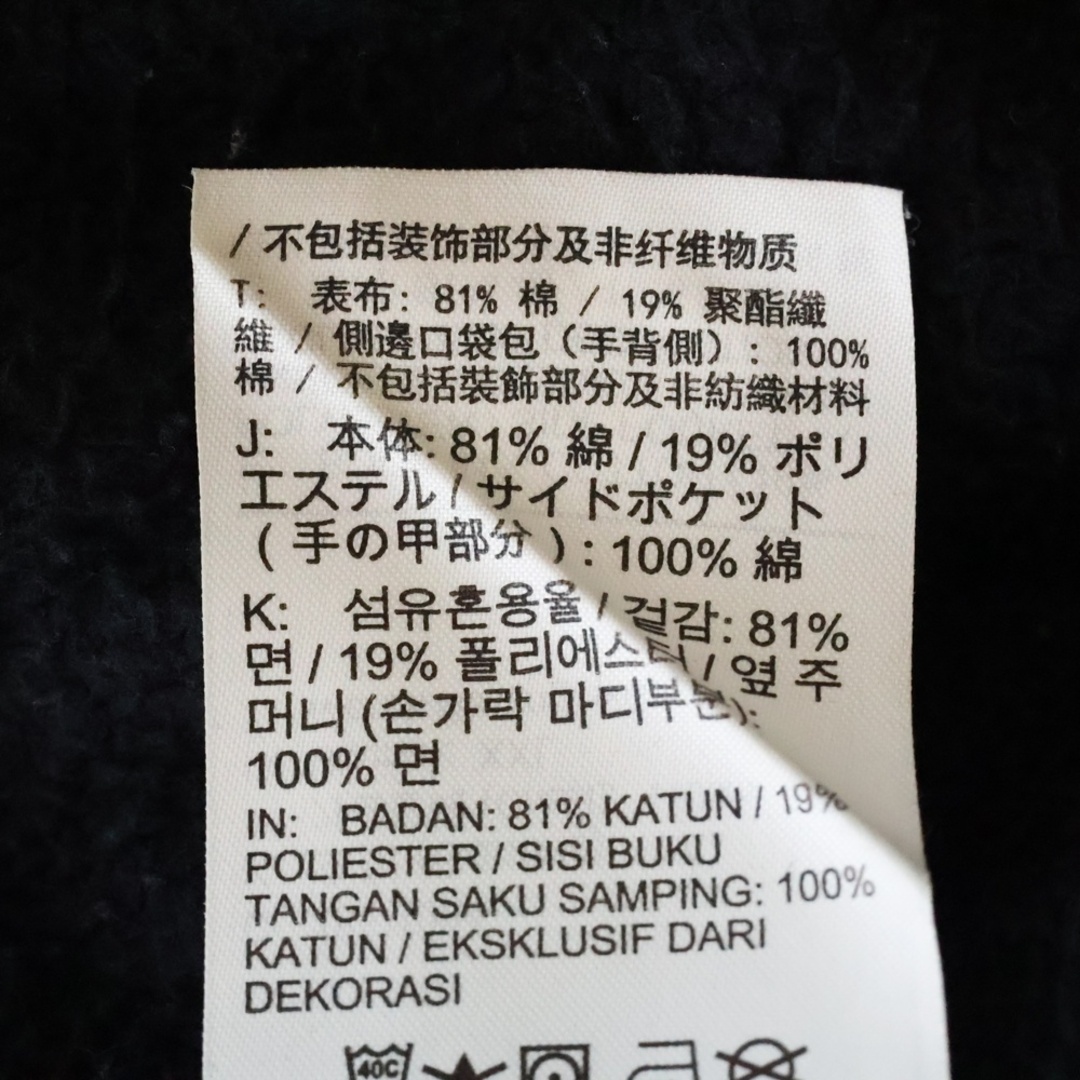 / 不包括装饰部分及非纤维物质
T: 表布: 81% 棉 / 19% 聚酯纖
維 / 側邊口袋包（手背側）: 100%
棉 / 不包括裝飾部分及非紡織材料
J: 本体: 81% 綿 / 19% ポリ
エステル / サイドポケット
( 手の甲部分 ) : 100% 綿
K: 섬유혼용율 / 겉감: 81%
면 / 19% 폴리에스터 / 옆 주
머니 (손가락 마디부분):
100% 면
IN: BADAN: 81% KATUN / 19%
POLIESTER / SISI BUKU
TANGAN SAKU SAMPING: 100%
KATUN / EKSKLUSIF DARI
DEKORASI
40C